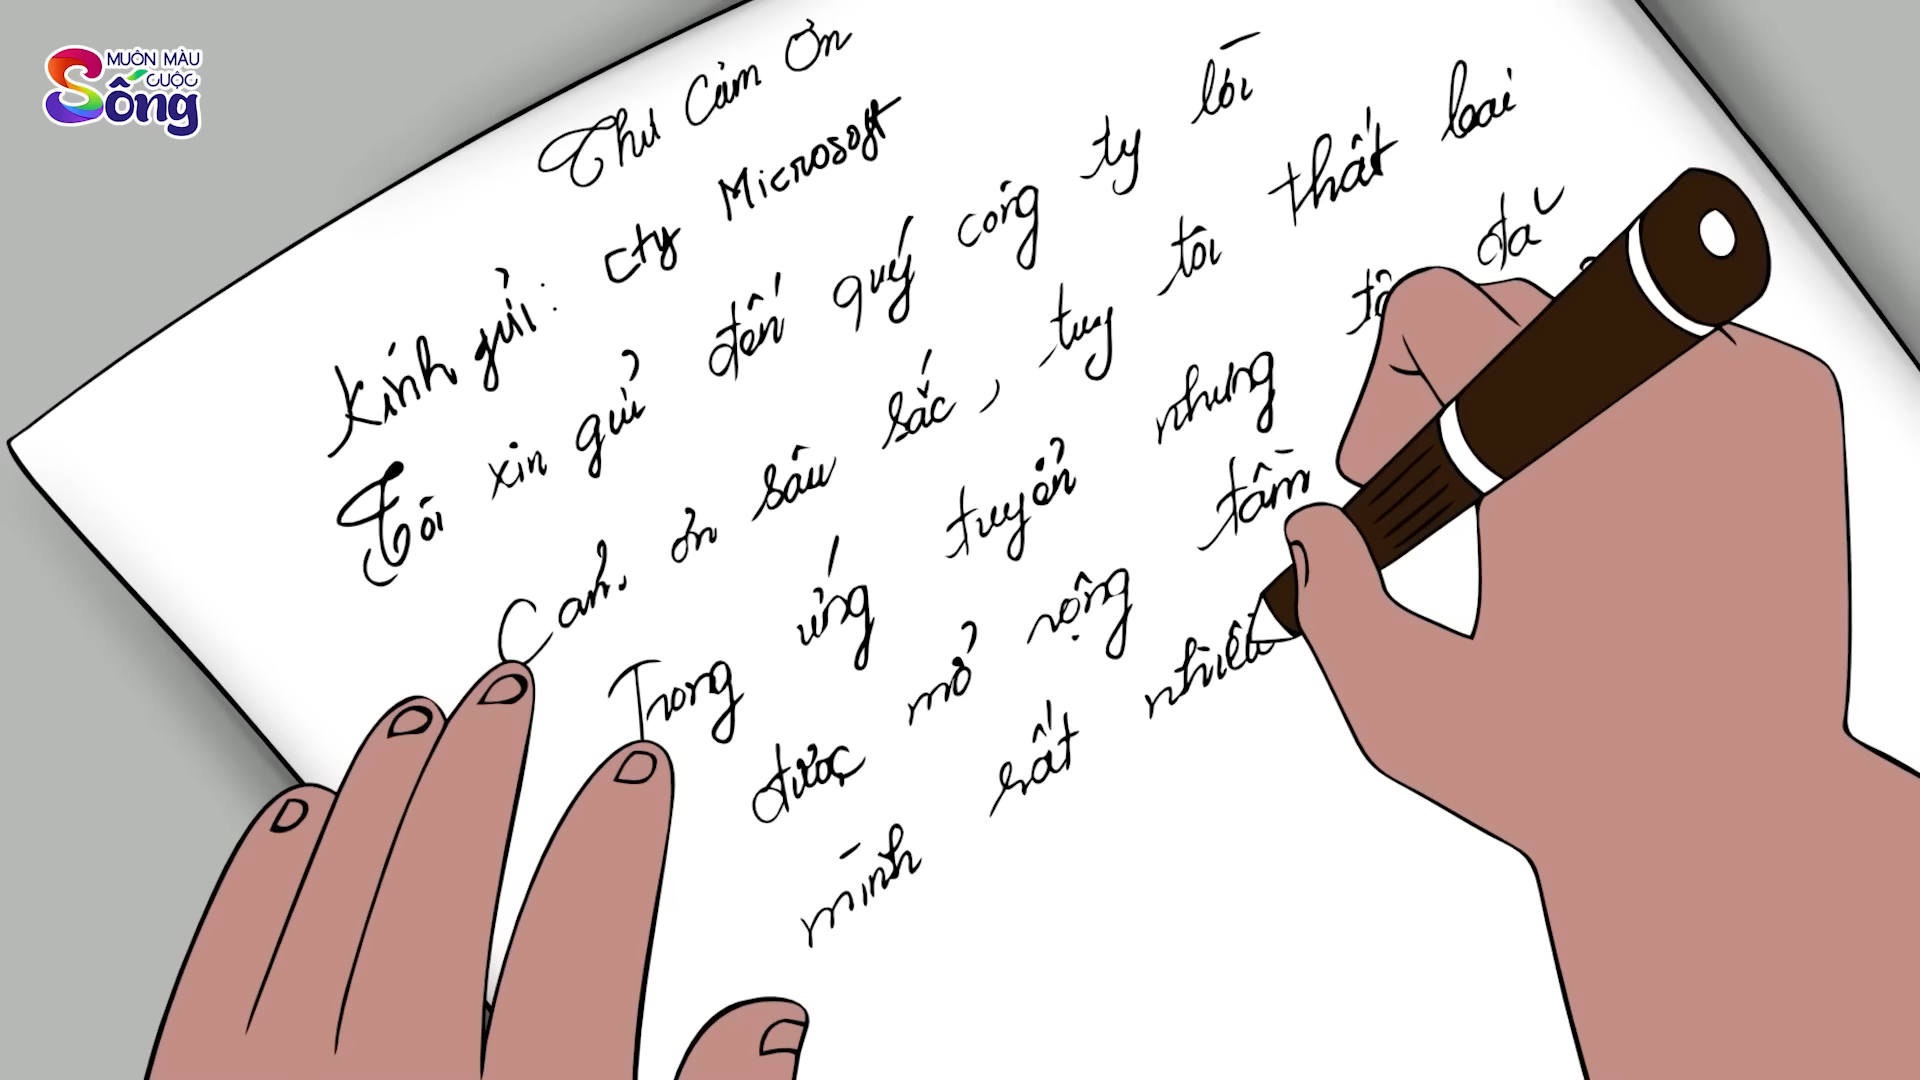 MUÔN MÀU
CUỘC
Sống
Thư Cảm Ơn
Kính gửi: Cty Microsoft
Tôi xin gửi đến quý công ty lời
Cảm ơn sâu sắc, tuy tôi thất bại
Trong ứng tuyển nhưng tôi đã
được mở rộng tầm
mình rất nhiều